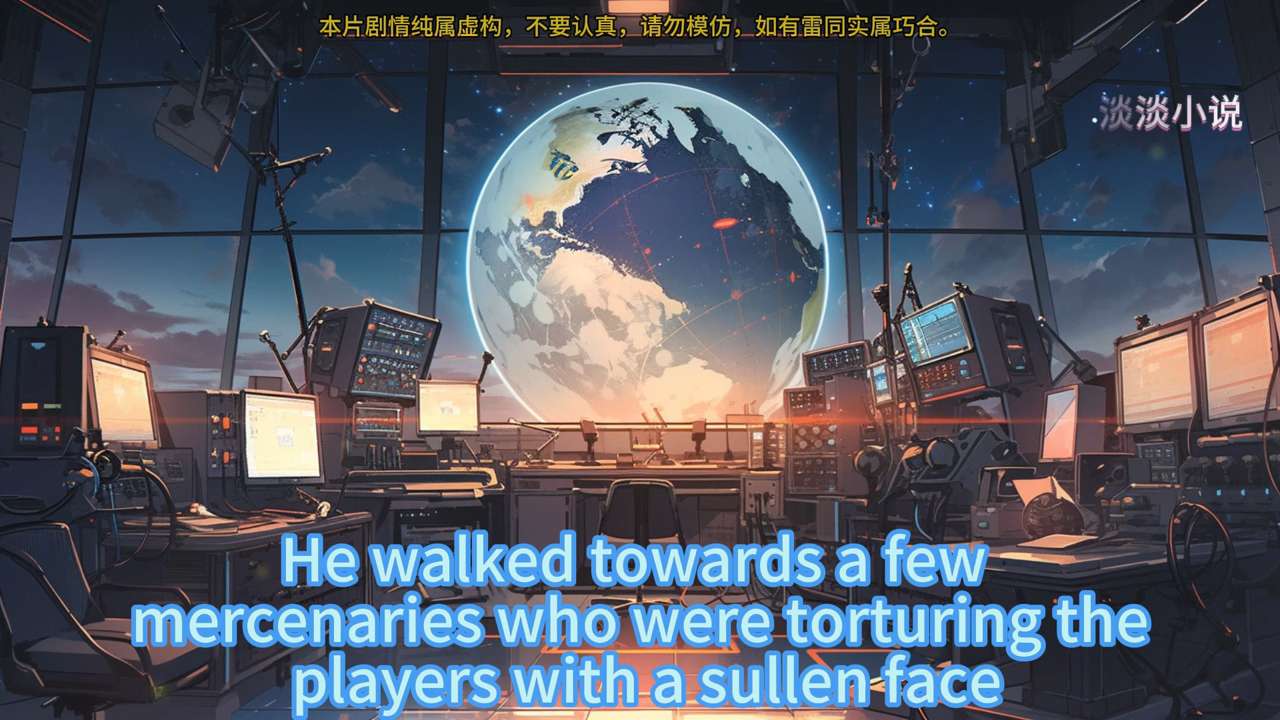 本片剧情纯属虚构，不要认真，请勿模仿，如有雷同实属巧合。
.淡淡小说
He walked towards a few
mercenaries who were torturing the
players with a sullen face